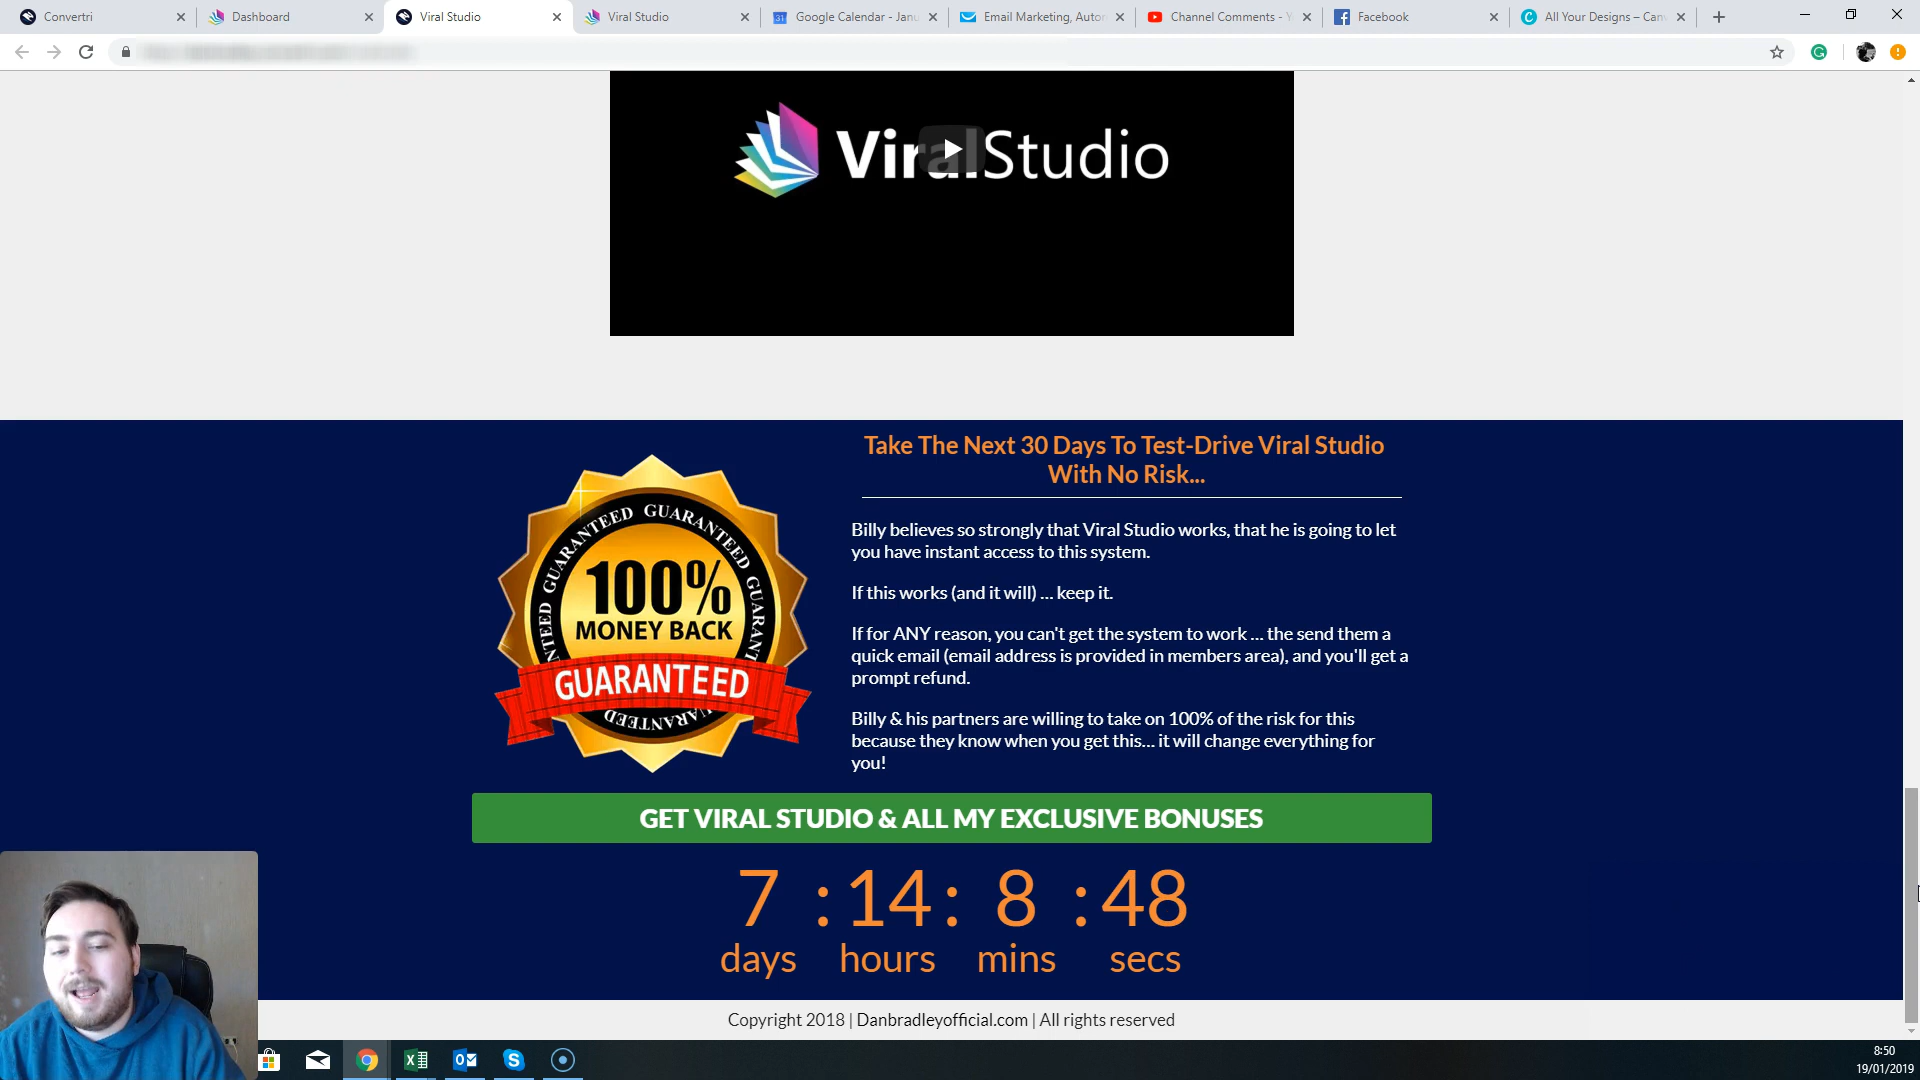 Convertri
Dashboard
Viral Studio
Viral Studio
Google Calendar - Janu
Email Marketing, Autom
Channel Comments - Y
Facebook
All Your Designs – Canv
ViralStudio
Take The Next 30 Days To Test-Drive Viral Studio
With No Risk...
Billy believes so strongly that Viral Studio works, that he is going to let
you have instant access to this system.
If this works (and it will) ... keep it.
If for ANY reason, you can't get the system to work ... the send them a
quick email (email address is provided in members area), and you'll get a
prompt refund.
Billy & his partners are willing to take on 100% of the risk for this
because they know when you get this... it will change everything for
you!
GUARANTEED GUARANTEED GUARANTEED
100%
MONEY BACK
GUARANTEED
GET VIRAL STUDIO & ALL MY EXCLUSIVE BONUSES
7 : 14 : 8 : 48
days hours mins secs
Copyright 2018 | Danbradleyofficial.com | All rights reserved
8:50
19/01/2019